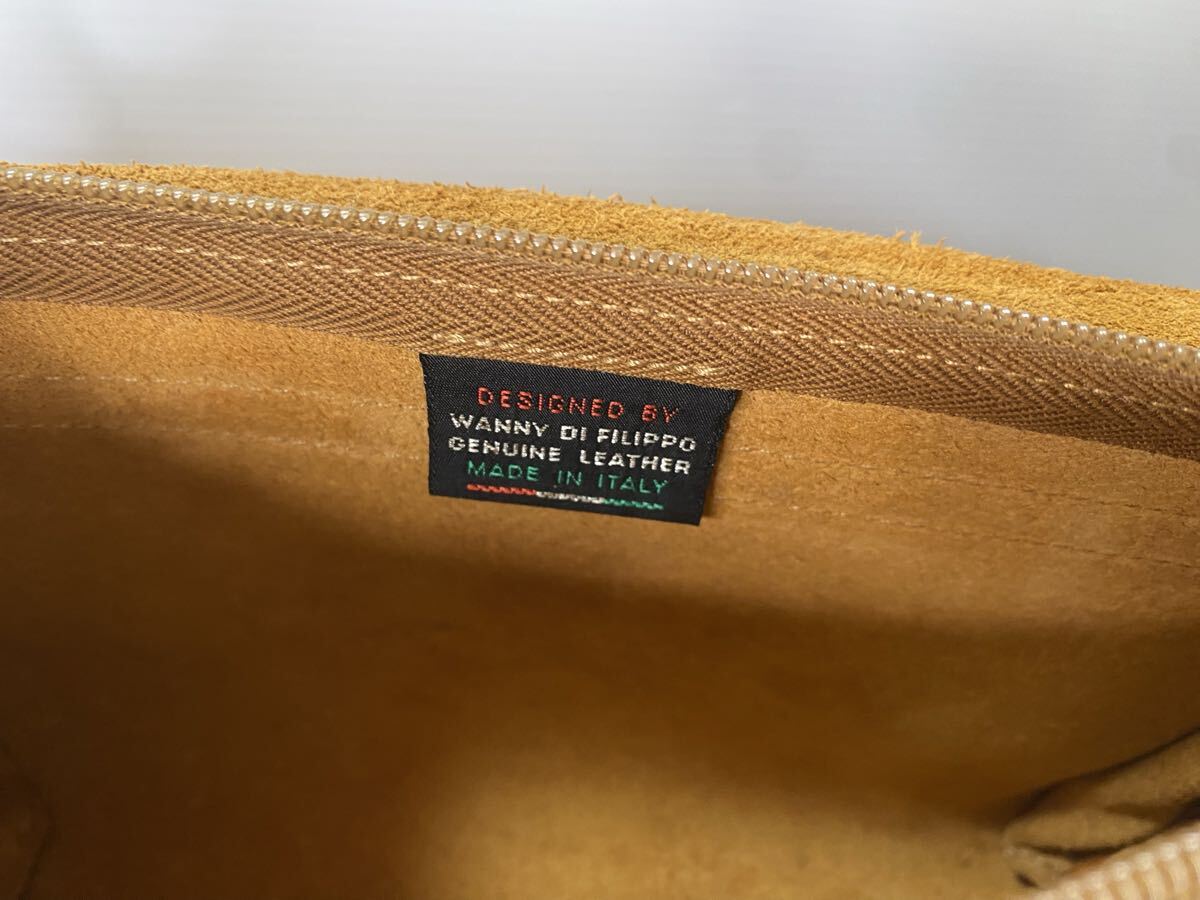 DESIGNED BY
WANNY DI FILIPPO
GENUINE LEATHER
MADE IN ITALY